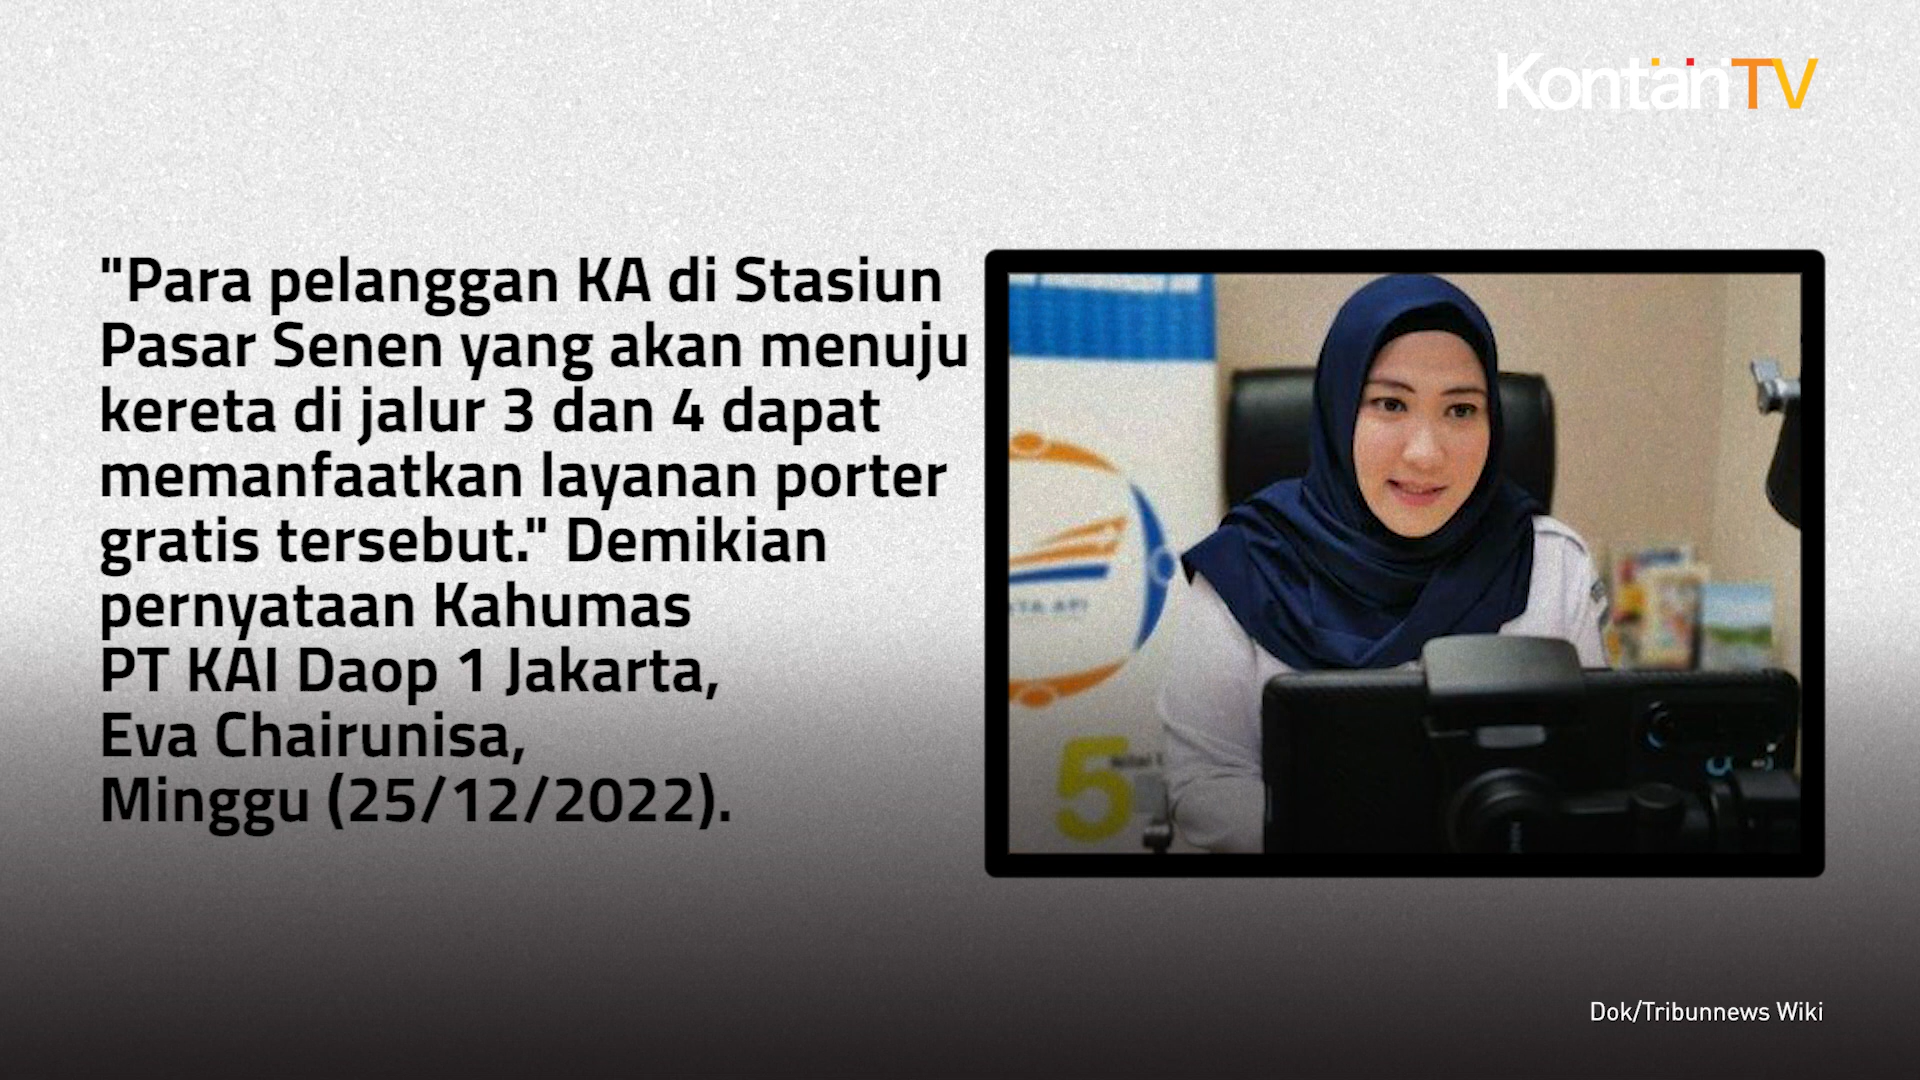 KontanTV
"Para pelanggan KA di Stasiun
Pasar Senen yang akan menuju
kereta di jalur 3 dan 4 dapat
memanfaatkan layanan porter
gratis tersebut." Demikian
pernyataan Kahumas
PT KAI Daop 1 Jakarta,
Eva Chairunisa,
Minggu (25/12/2022).
5
Dok/Tribunnews Wiki